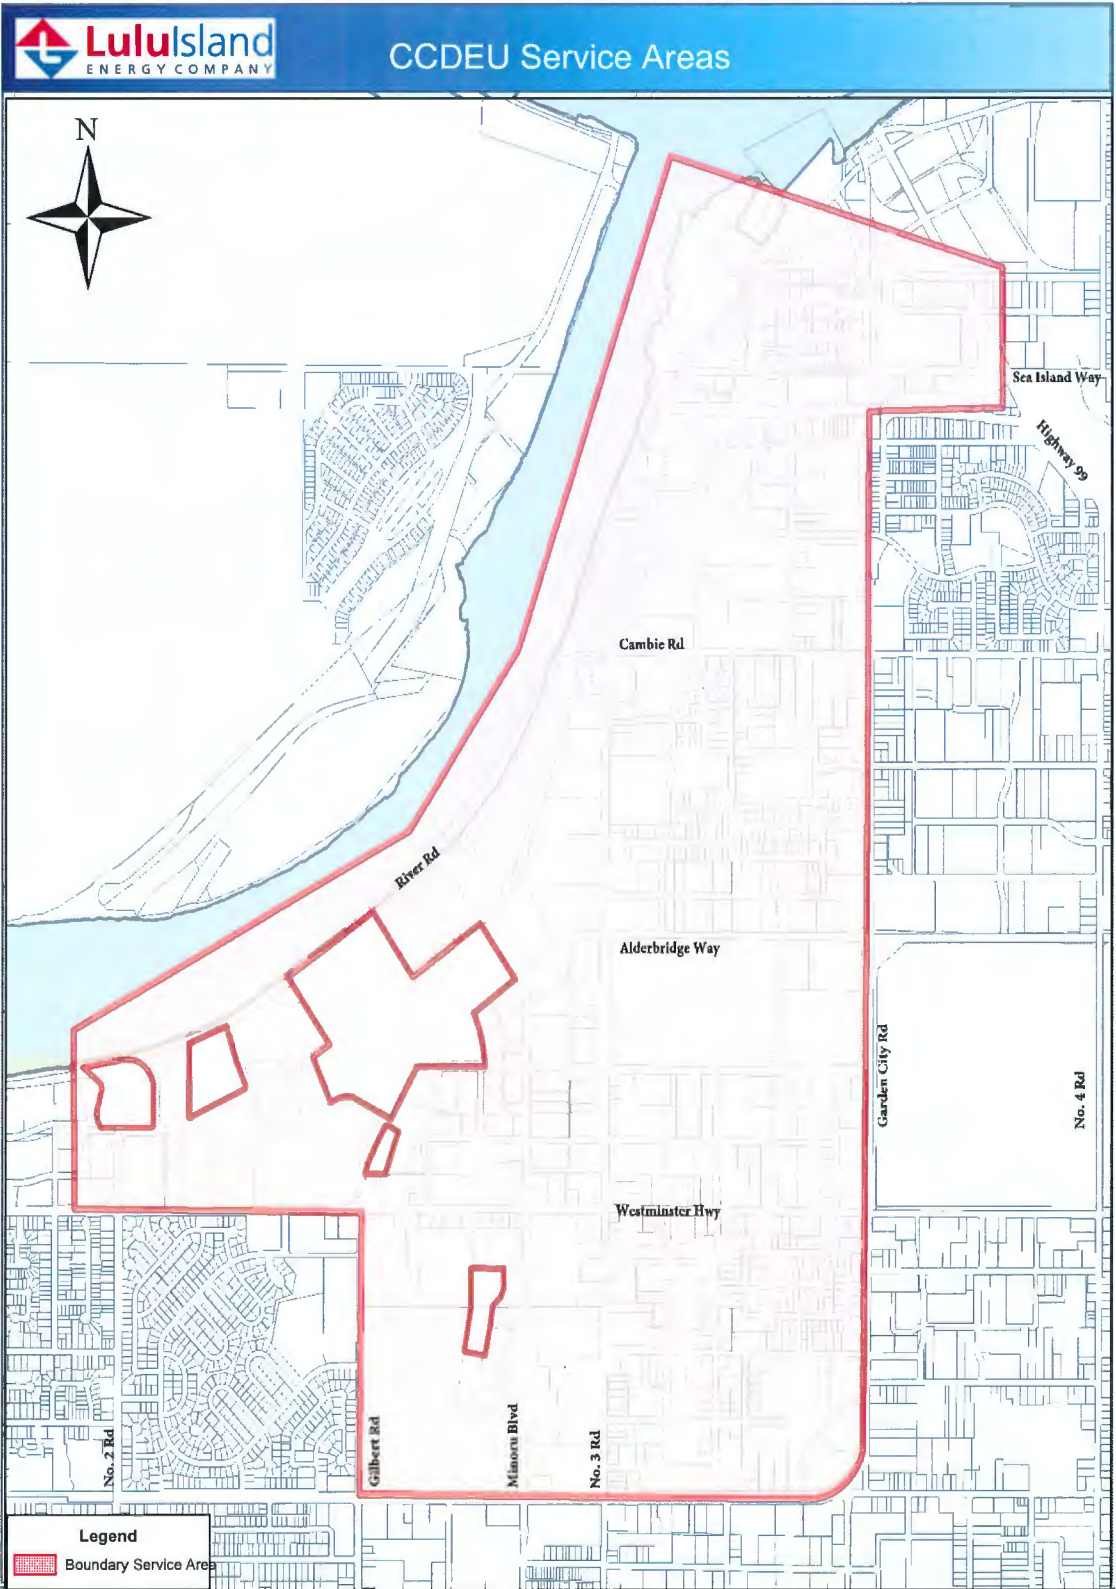 LuluIsland
ENERGY COMPANY
CCDEU Service Areas
N
Sea Island Way
Highway 99
Cambie Rd
River Rd
Alderbridge Way
Garden City Rd
No. 4 Rd
Westminster Hwy
No. 2 Rd
Gilbert Rd
Minoru Blvd
No. 3 Rd
Legend
Boundary Service Area